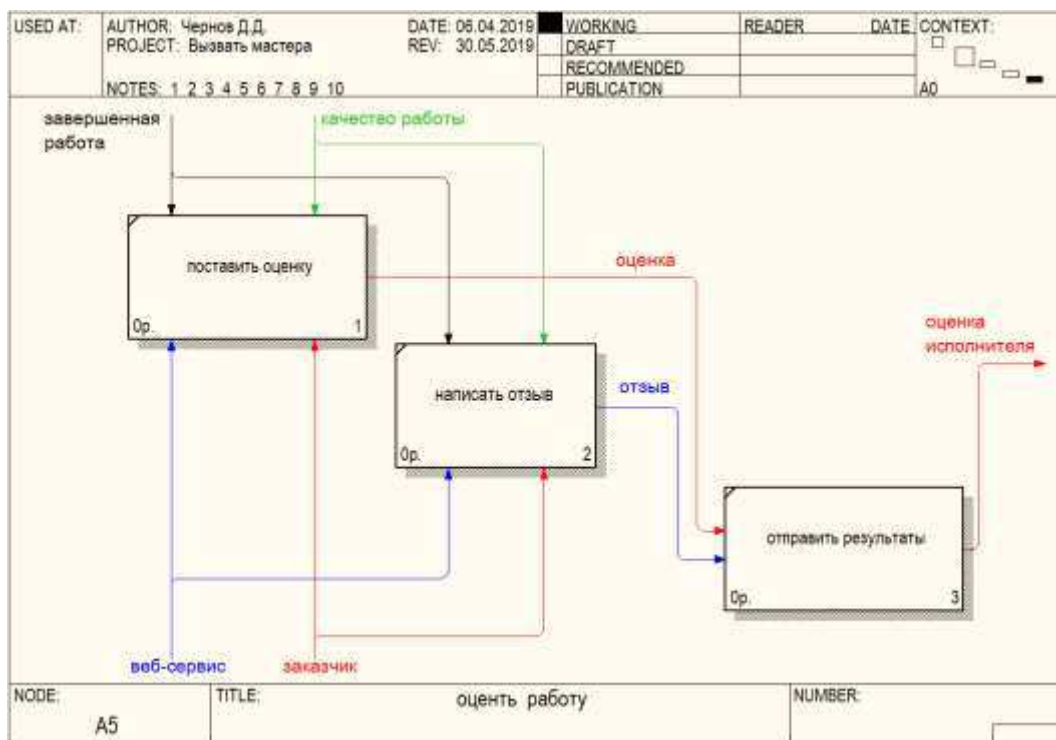 USED AT:
AUTHOR: Чернов Д.Д.
DATE: 06.04.2019
PROJECT: Вызвать мастера
REV: 30.05.2019
NOTES: 1 2 3 4 5 6 7 8 9 10
WORKING
DRAFT
RECOMMENDED
PUBLICATION
READER
DATE
CONTEXT:
A0
завершенная
работа
качество работы
поставить оценку
0р.
1
оценка
оценка
исполнителя
написать отзыв
0р.
2
отзыв
отправить результаты
0р.
3
веб-сервис
заказчик
NODE:
A5
TITLE:
оценть работу
NUMBER: